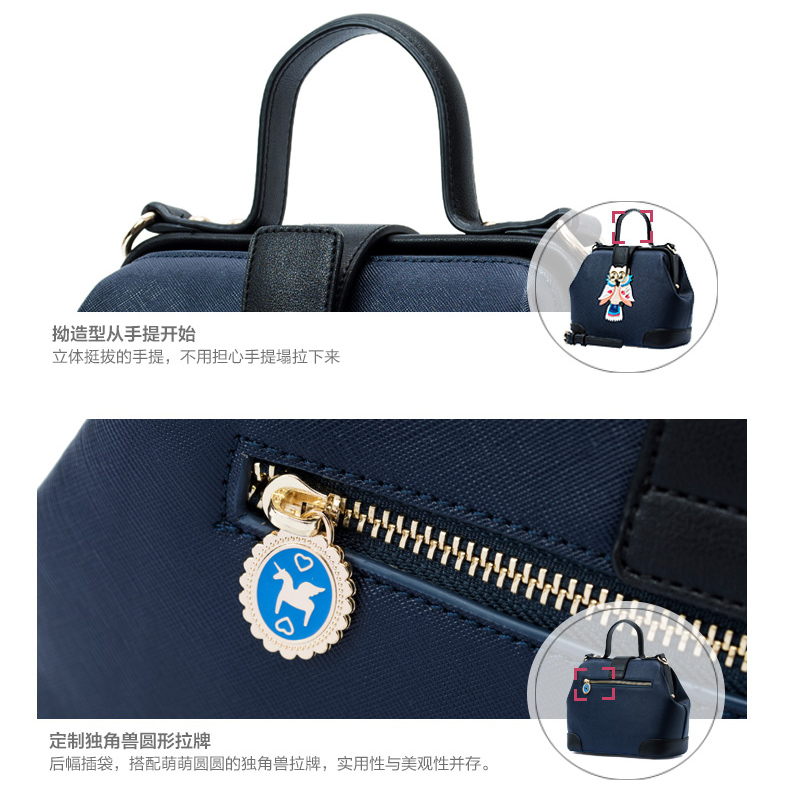 拗造型从手提开始
立体挺拔的手提，不用担心手提塌拉下来
定制独角兽圆形拉牌
后幅插袋，搭配萌萌圆圆的独角兽拉牌，实用性与美观性并存。